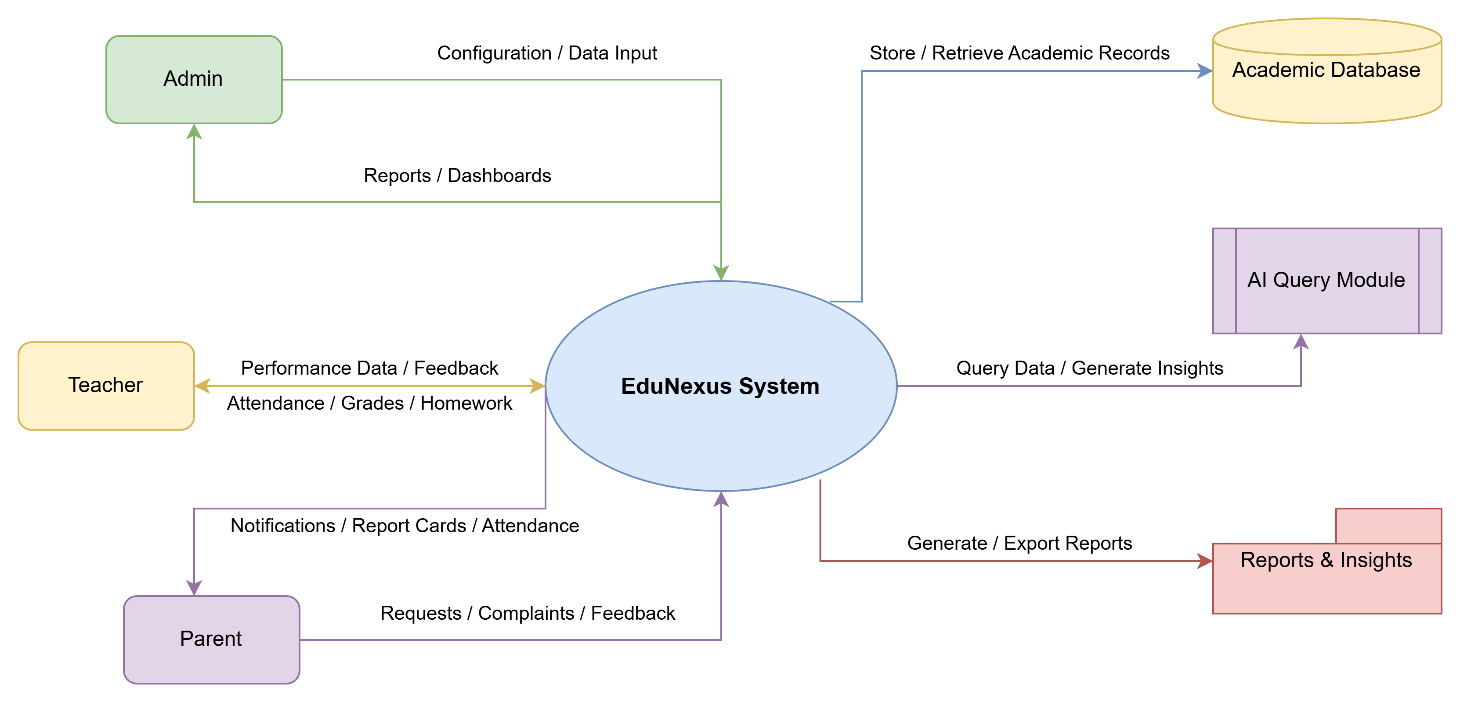 Configuration / Data Input
Store / Retrieve Academic Records
Admin
Academic Database
Reports / Dashboards
AI Query Module
Performance Data / Feedback
Query Data / Generate Insights
Teacher
EduNexus System
Attendance / Grades / Homework
Notifications / Report Cards / Attendance
Generate / Export Reports
Reports & Insights
Requests / Complaints / Feedback
Parent